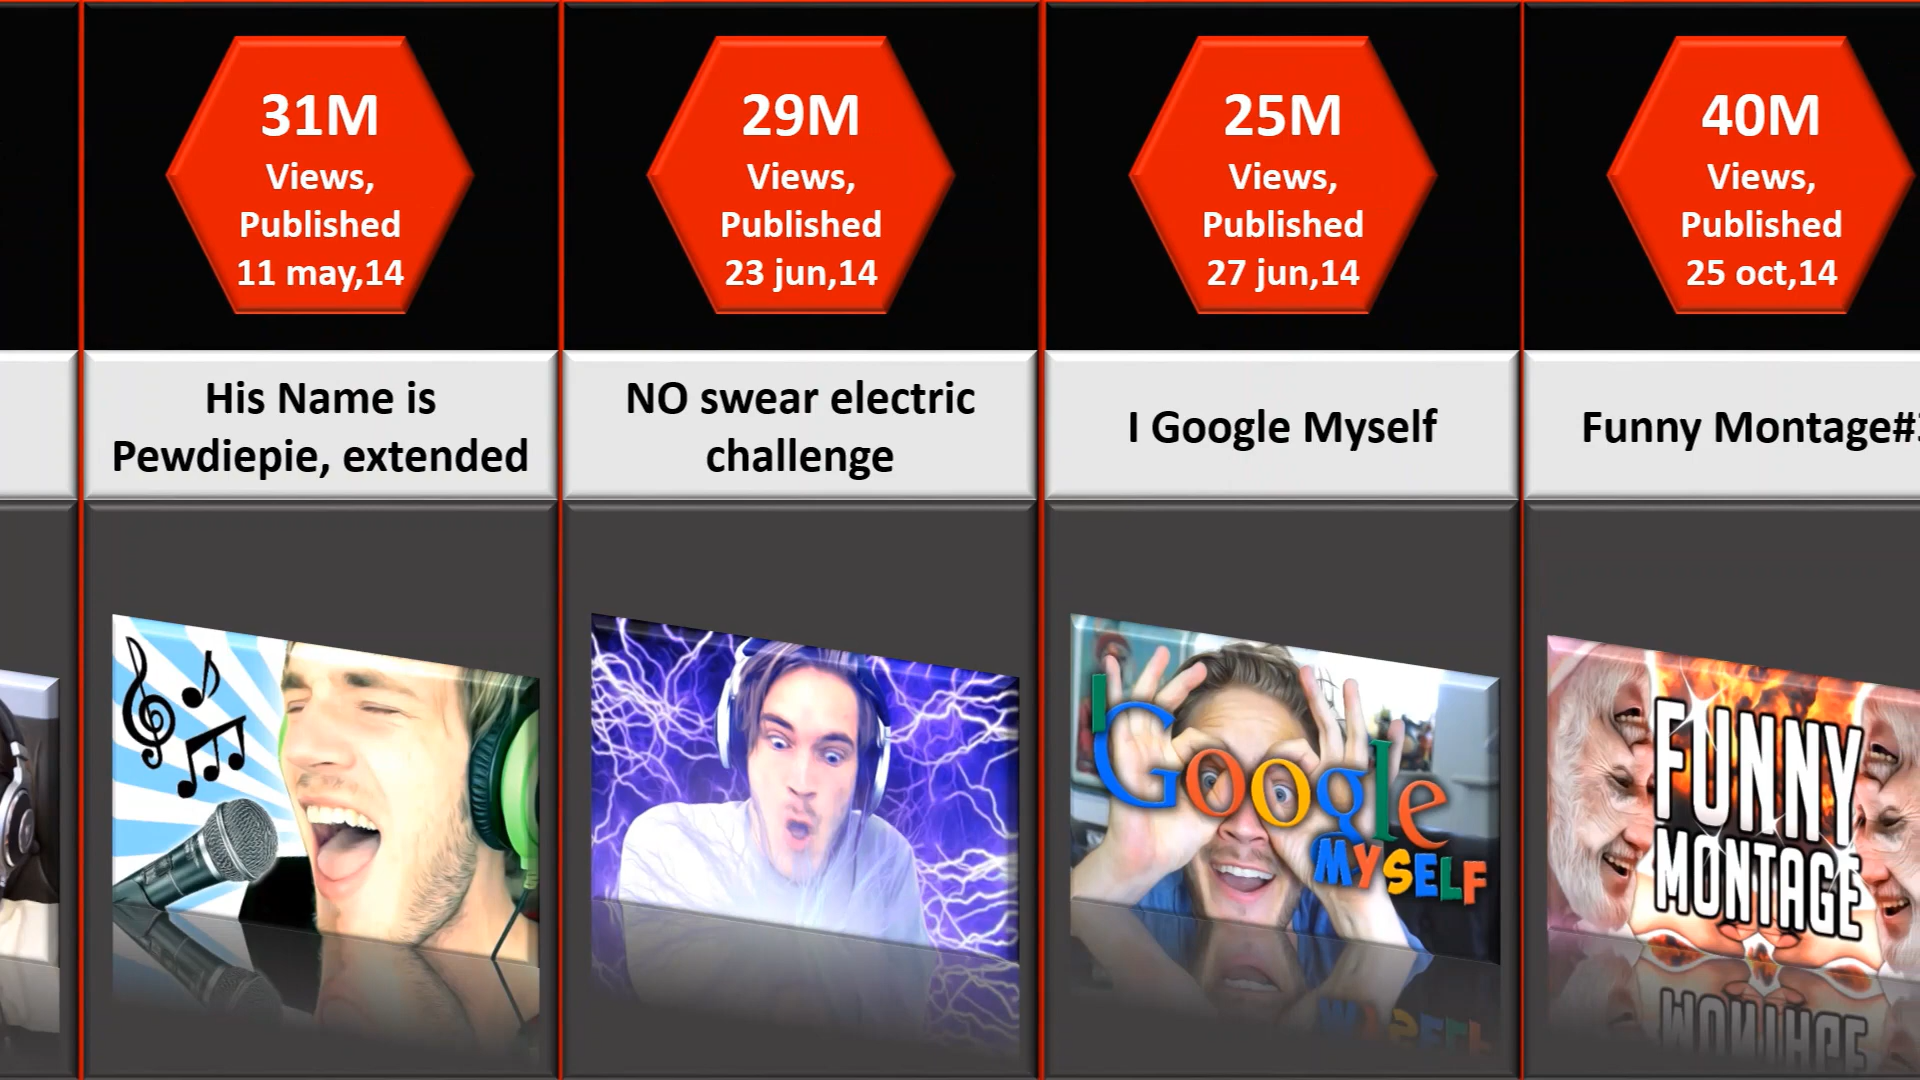 31M
Views,
Published
11 may,14
His Name is
Pewdiepie, extended
29M
Views,
Published
23 jun,14
NO swear electric
challenge
25M
Views,
Published
27 jun,14
I Google Myself
I
Google
MYSELF
40M
Views,
Published
25 oct,14
Funny Montage#
FUNNY
MONTAGE